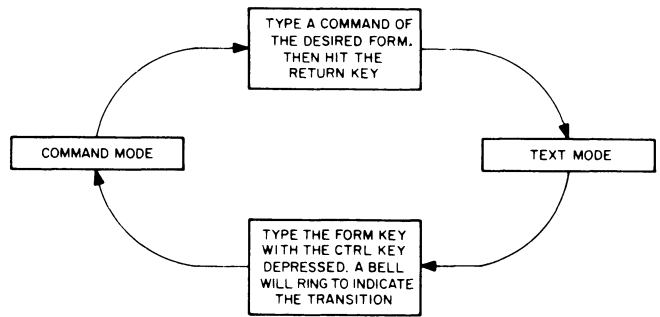 TYPE A COMMAND OF
THE DESIRED FORM.
THEN HIT THE
RETURN KEY
COMMAND MODE
TEXT MODE
TYPE THE FORM KEY
WITH THE CTRL KEY
DEPRESSED. A BELL
WILL RING TO INDICATE
THE TRANSITION